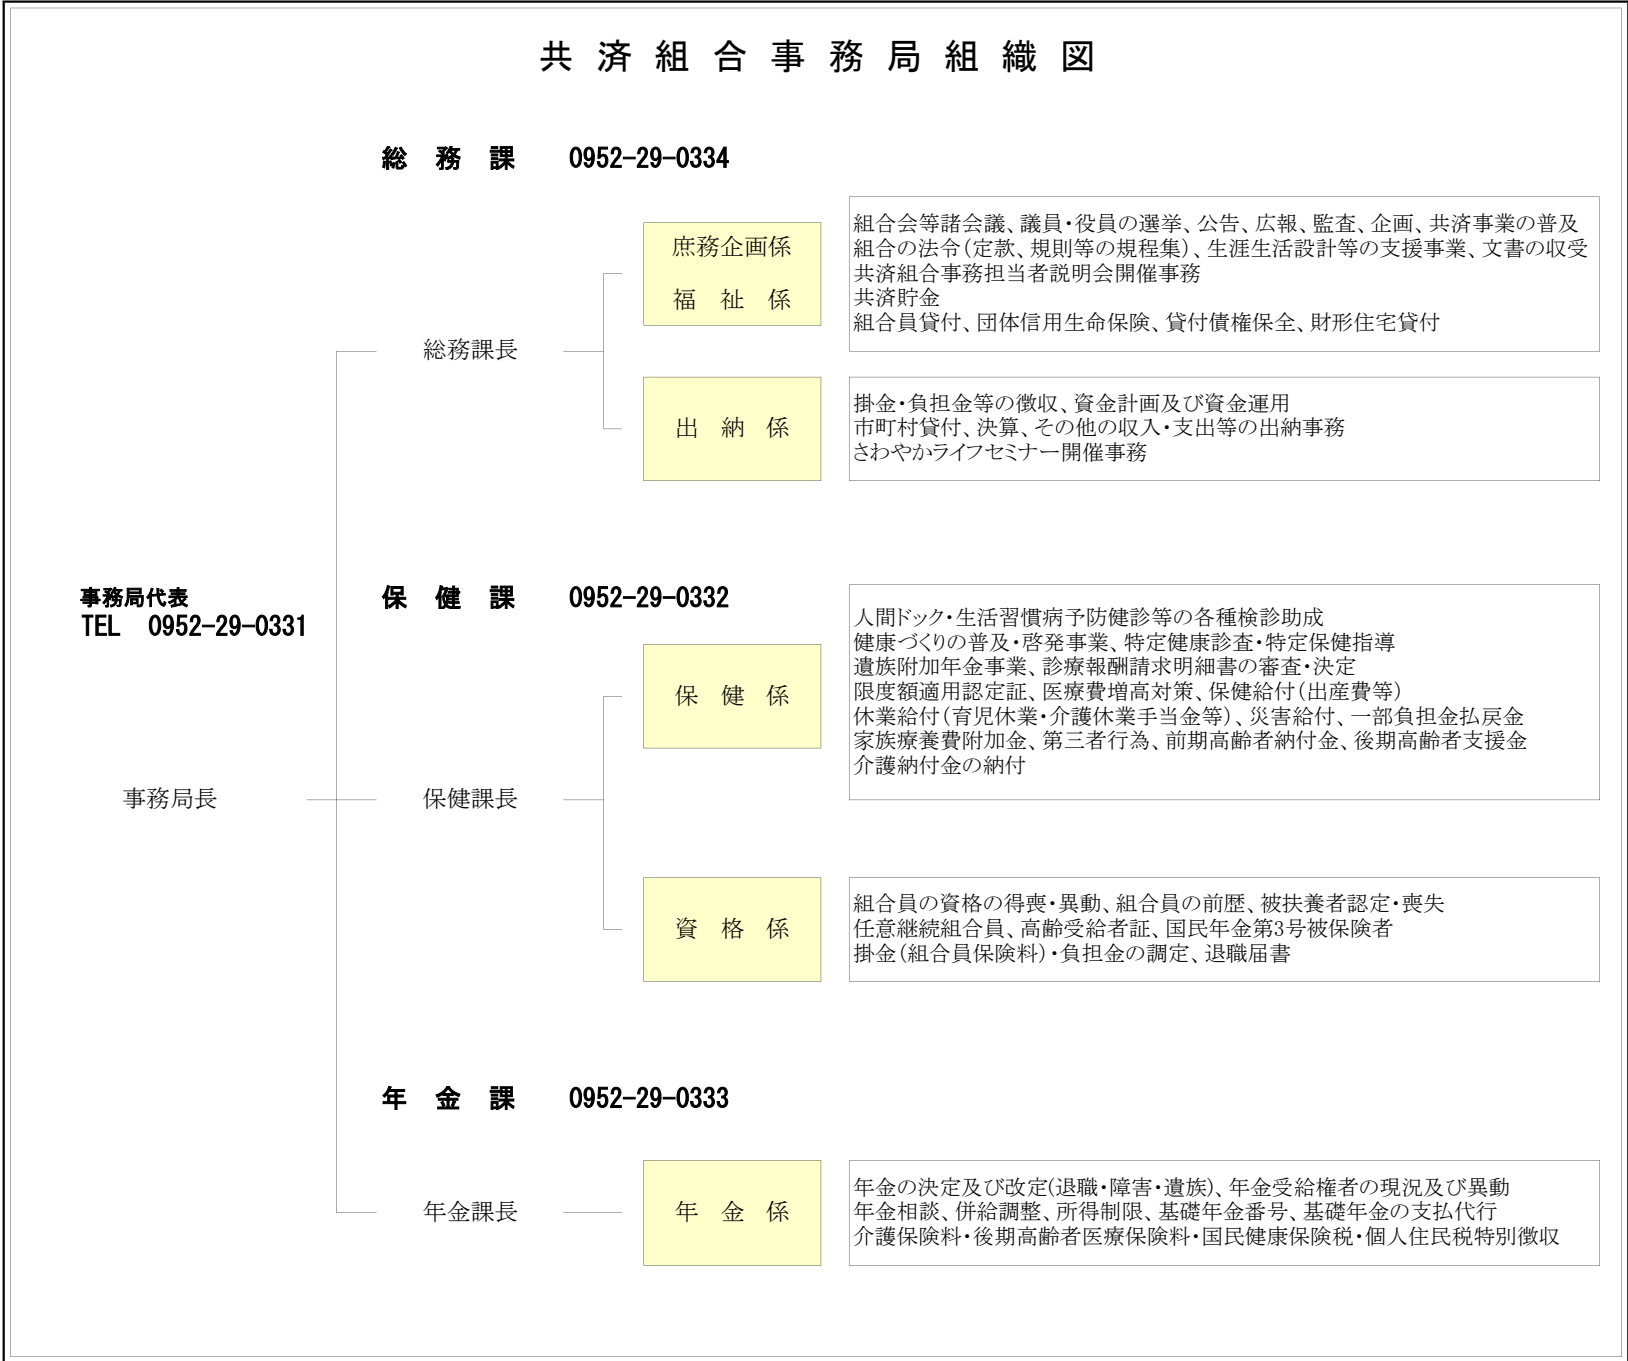 共済組合事務局組織図
総務課 0952-29-0334
庶務企画係
福祉係
組合会等諸会議、議員・役員の選挙、公告、広報、監査、企画、共済事業の普及
組合の法令(定款、規則等の規程集)、生涯生活設計等の支援事業、文書の収受
共済組合事務担当者説明会開催事務
共済貯金
組合員貸付、団体信用生命保険、貸付債権保全、財形住宅貸付
総務課長
出納係
掛金・負担金等の徴収、資金計画及び資金運用
市町村貸付、決算、その他の収入・支出等の出納事務
さわやかライフセミナー開催事務
事務局代表
TEL 0952-29-0331
保健課 0952-29-0332
保健係
人間ドック・生活習慣病予防健診等の各種検診助成
健康づくりの普及・啓発事業、特定健康診査・特定保健指導
遺族附加年金事業、診療報酬請求明細書の審査・決定
限度額適用認定証、医療費増高対策、保健給付(出産費等)
休業給付(育児休業・介護休業手当金等)、災害給付、一部負担金払戻金
家族療養費附加金、第三者行為、前期高齢者納付金、後期高齢者支援金
介護納付金の納付
事務局長
保健課長
資格係
組合員の資格の得喪・異動、組合員の前歴、被扶養者認定・喪失
任意継続組合員、高齢受給者証、国民年金第3号被保険者
掛金(組合員保険料)・負担金の調定、退職届書
年金課 0952-29-0333
年金課長
年金係
年金の決定及び改定(退職・障害・遺族)、年金受給権者の現況及び異動
年金相談、併給調整、所得制限、基礎年金番号、基礎年金の支払代行
介護保険料・後期高齢者医療保険料・国民健康保険税・個人住民税特別徴収